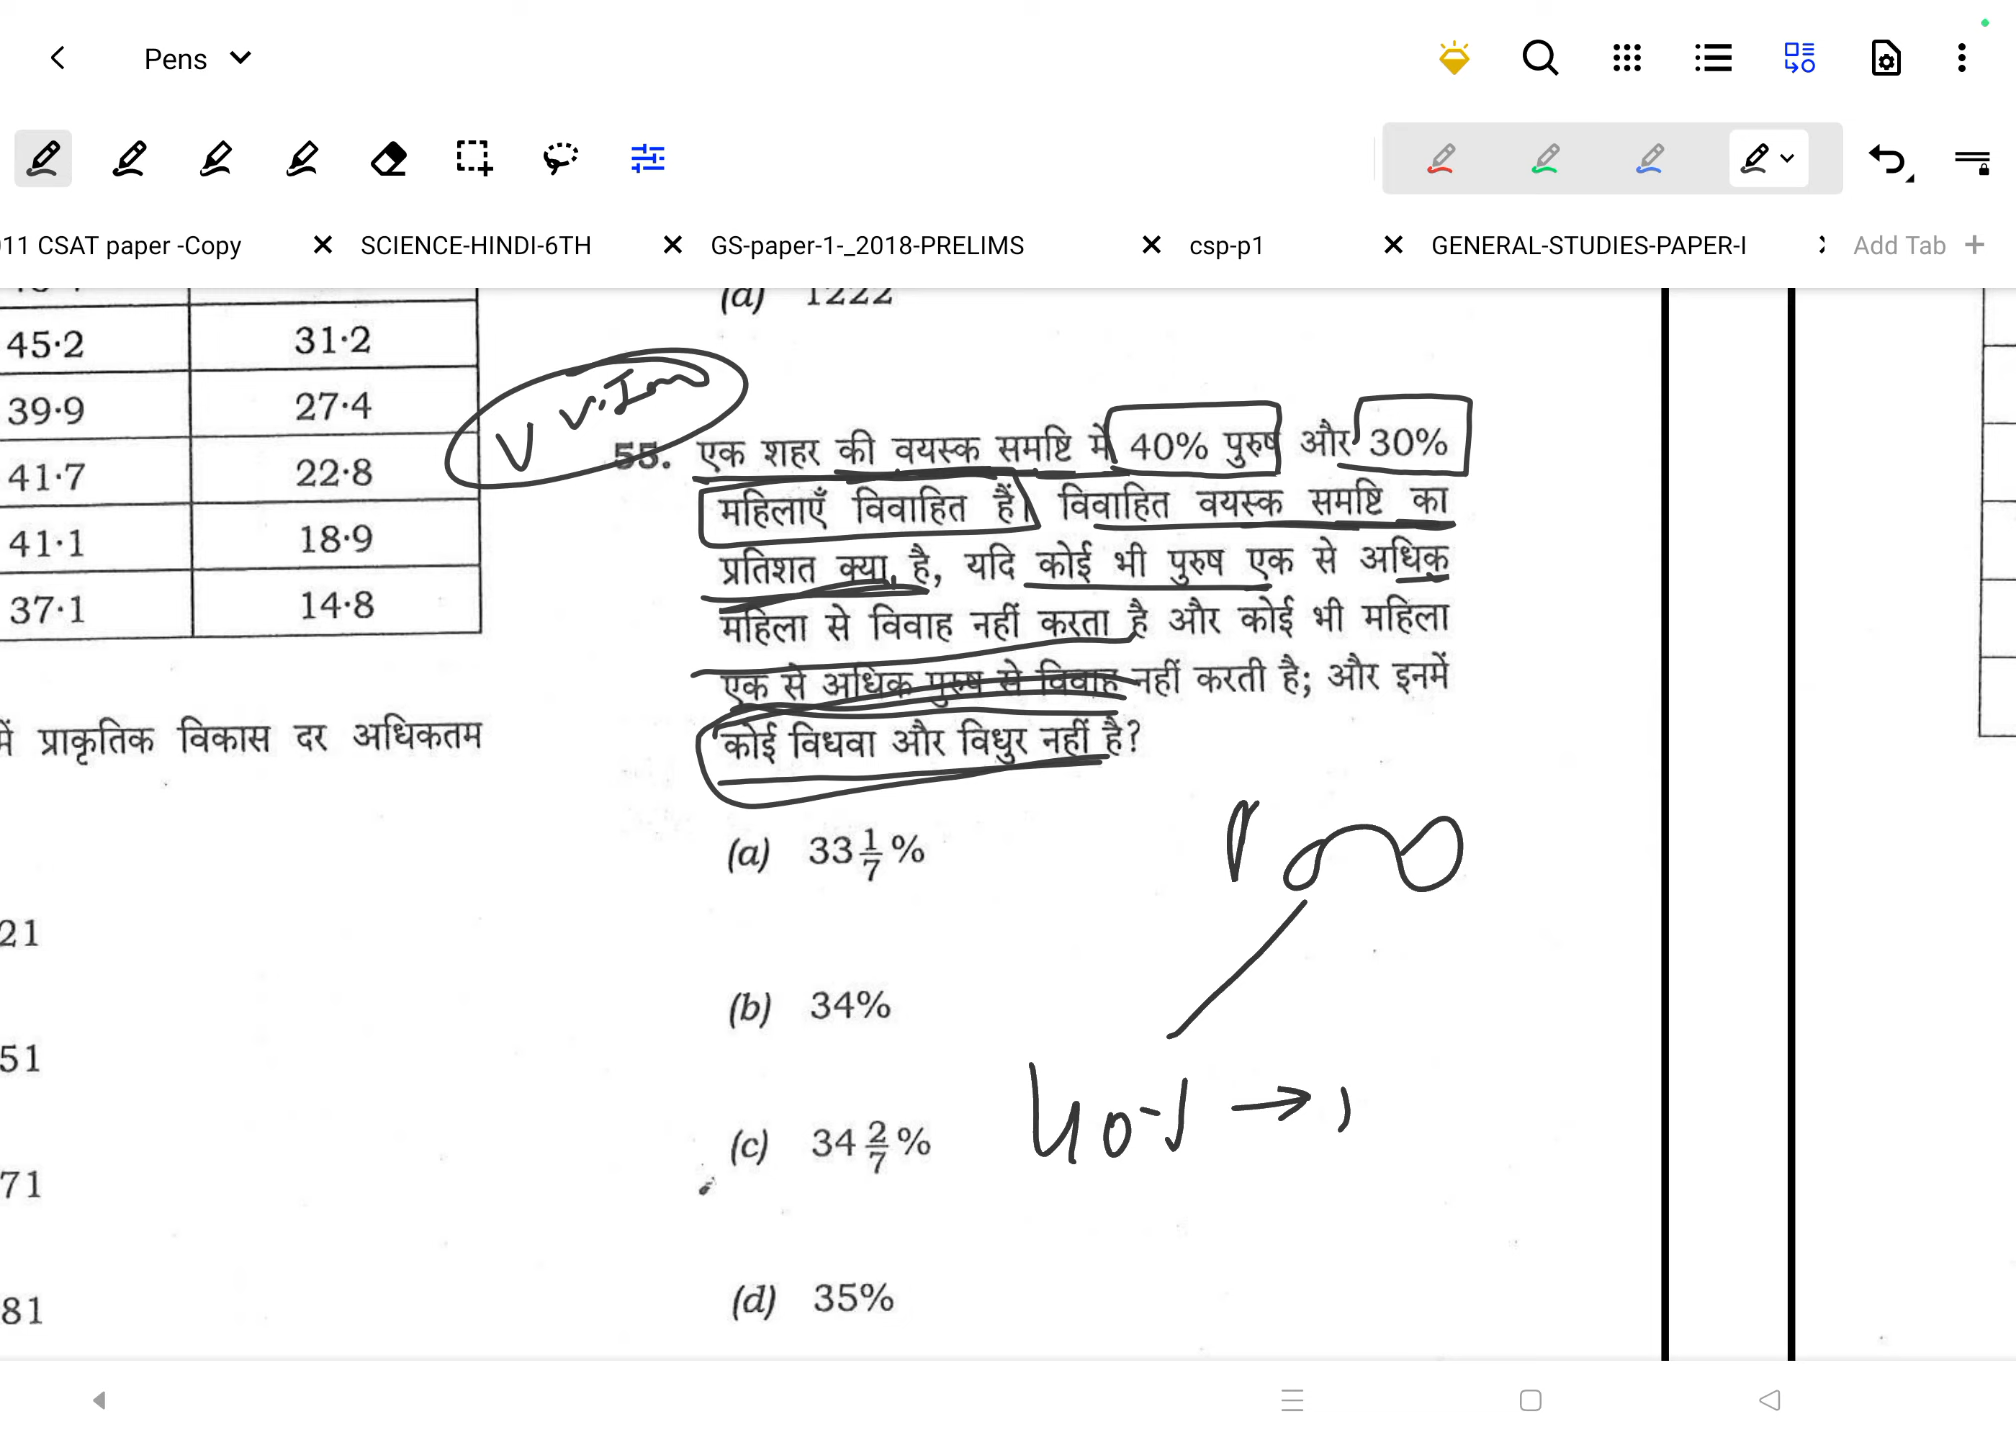 Pens
11 CSAT paper -Copy
SCIENCE-HINDI-6TH
GS-paper-1-_2018-PRELIMS
csp-p1
GENERAL-STUDIES-PAPER-I
Add Tab +
45·2 31·2
39·9 27·4
41·7 22·8
41·1 18·9
37·1 14·8
में प्राकृतिक विकास दर अधिकतम
21
51
71
81
(d) 1222
V V.Im
55. एक शहर की वयस्क समष्टि में 40% पुरुष और 30%
महिलाएँ विवाहित हैं। विवाहित वयस्क समष्टि का
प्रतिशत क्या है, यदि कोई भी पुरुष एक से अधिक
महिला से विवाह नहीं करता है और कोई भी महिला
एक से अधिक पुरुष से विवाह नहीं करती है; और इनमें
कोई विधवा और विधुर नहीं है?
(a) 33 1/7 %
(b) 34%
(c) 34 2/7 %
(d) 35%